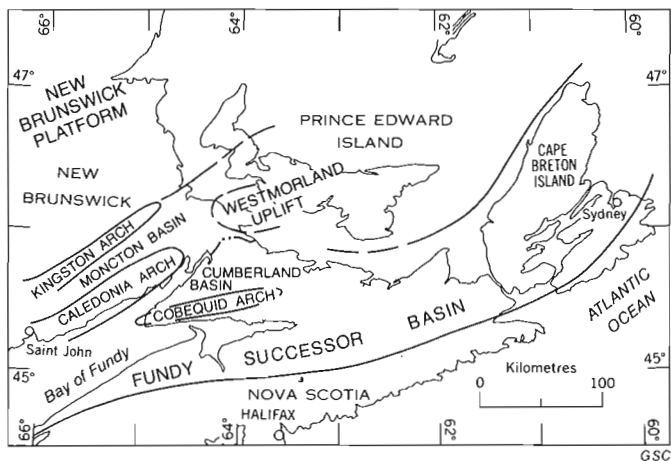 66°
64°
62°
60°
47°
47°
NEW
BRUNSWICK
PLATFORM
PRINCE EDWARD
ISLAND
CAPE
BRETON
ISLAND
NEW
BRUNSWICK
WESTMORLAND
UPLIFT
Sydney
KINGSTON ARCH
MONCTON BASIN
CALEDONIA ARCH
CUMBERLAND
BASIN
COBEQUID ARCH
ATLANTIC
OCEAN
Saint John
Bay of Fundy
FUNDY SUCCESSOR BASIN
45°
45°
Kilometres
0 100
NOVA SCOTIA
HALIFAX
66°
64°
62°
60°
GSC